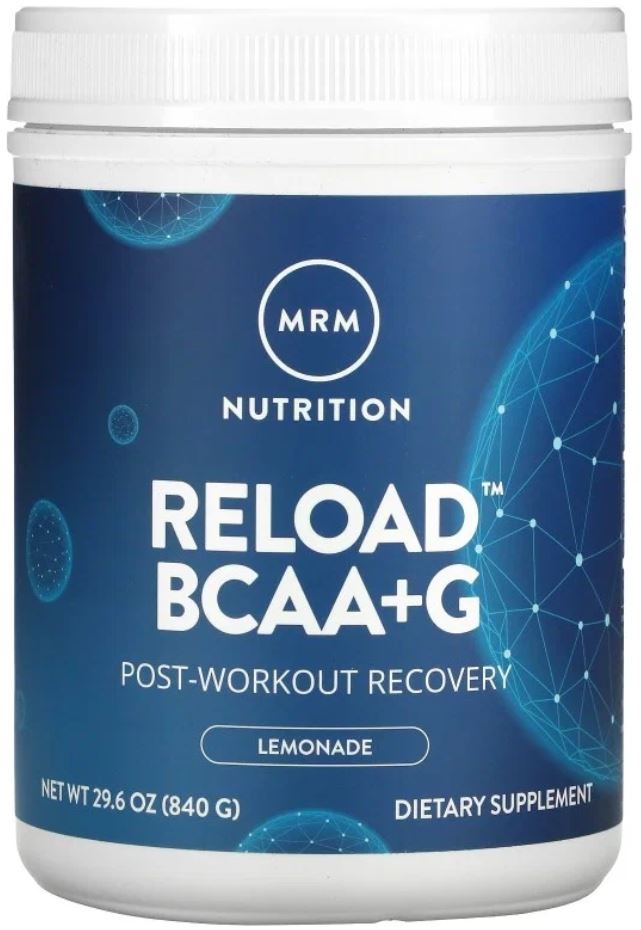 MRM
NUTRITION
RELOAD™
BCAA+G
POST-WORKOUT RECOVERY
LEMONADE
NET WT 29.6 OZ (840 G)
DIETARY SUPPLEMENT